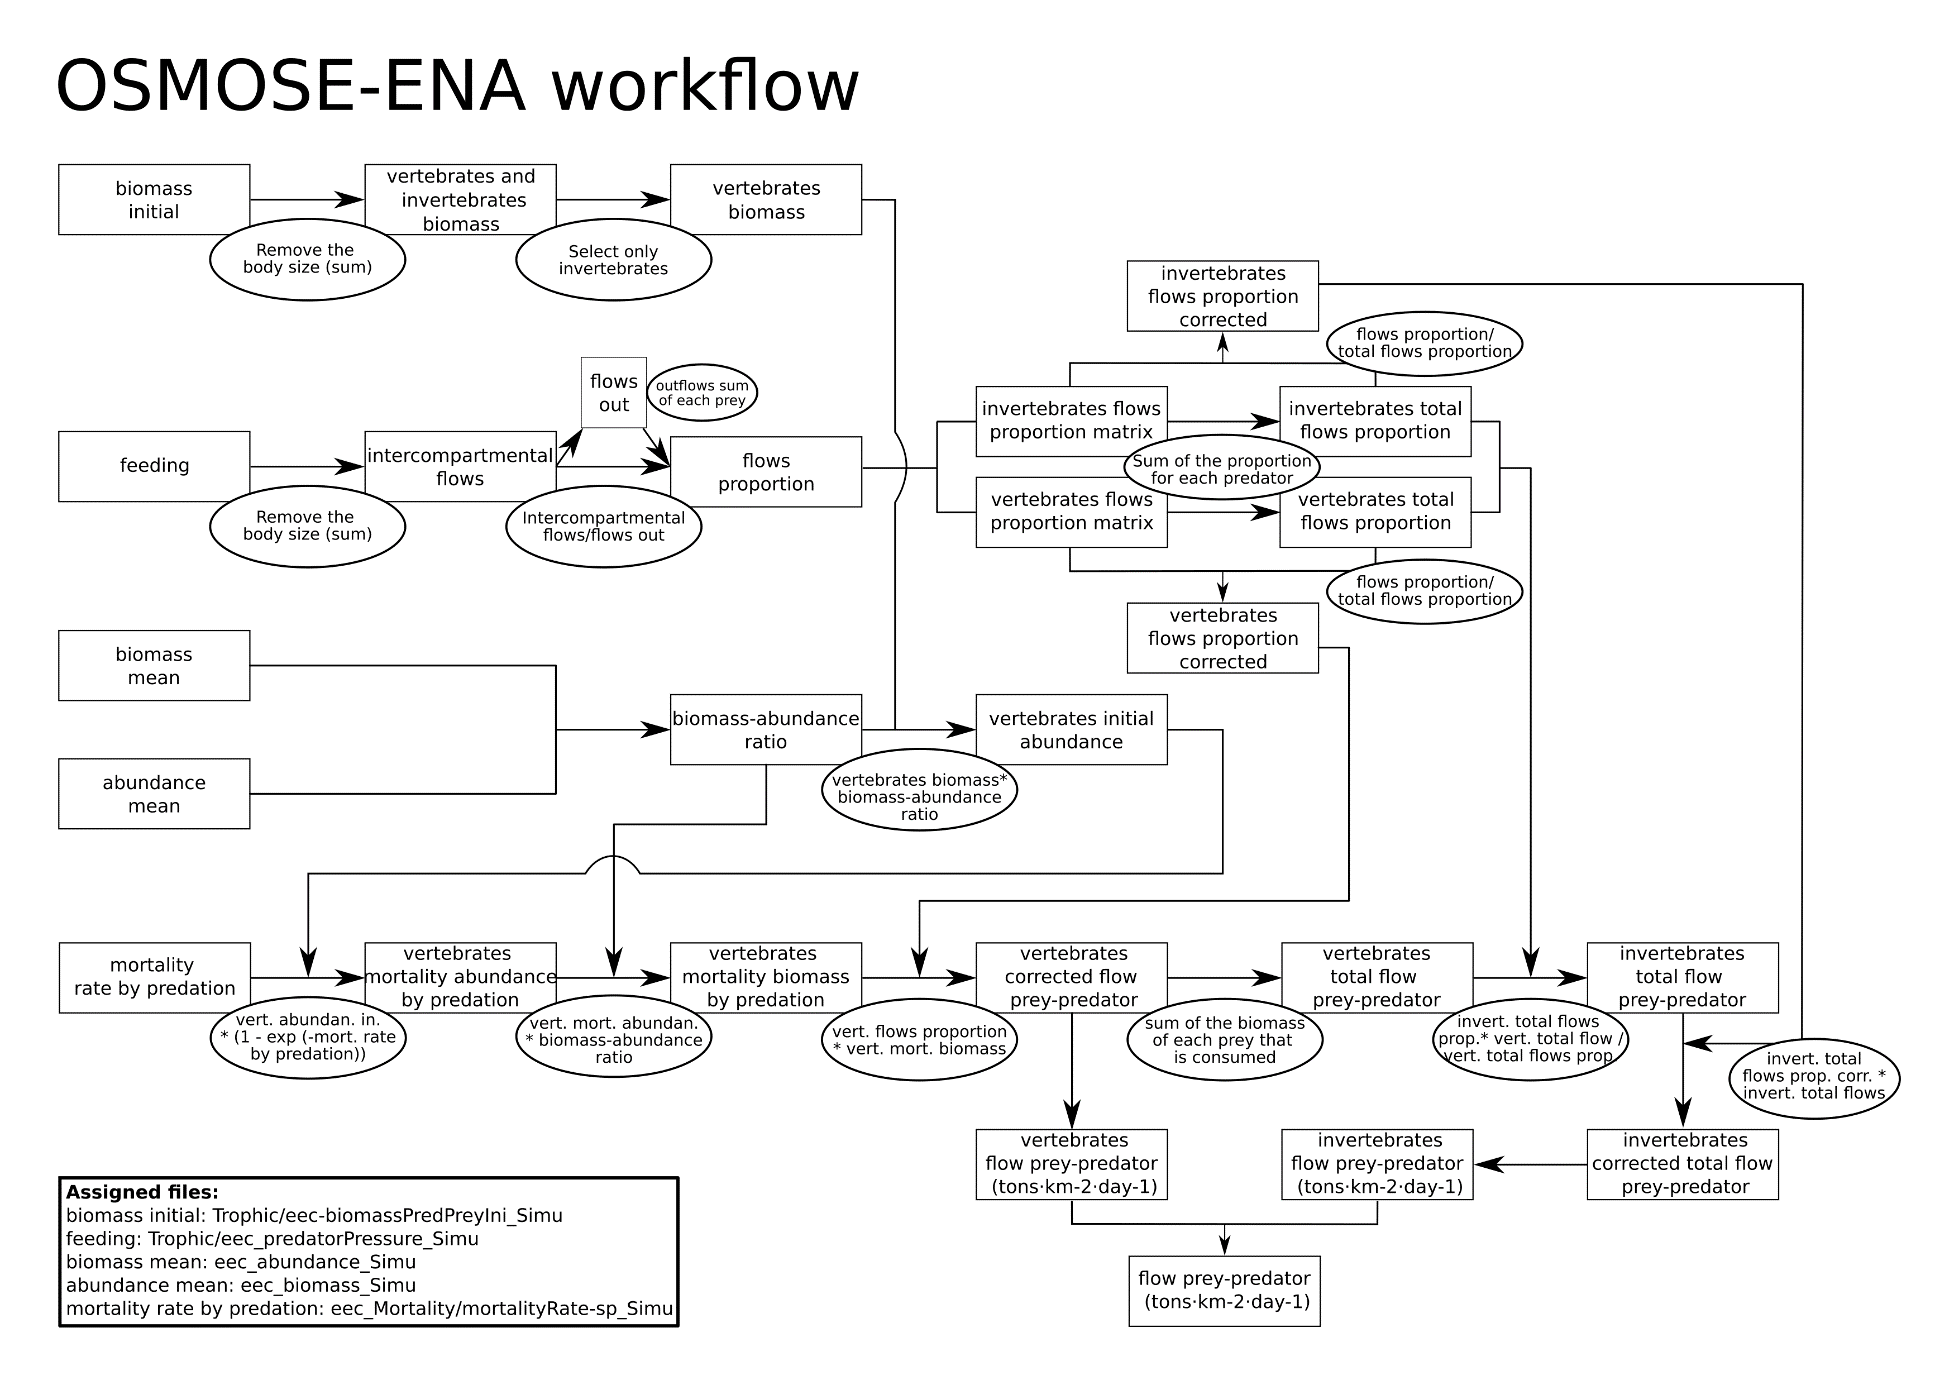 OSMOSE-ENA workflow
biomass
initial
vertebrates and
invertebrates
biomass
vertebrates
biomass
Remove the
body size (sum)
Select only
invertebrates
invertebrates
flows proportion
corrected
flows proportion/
total flows proportion
flows
out
outflows sum
of each prey
feeding
intercompartmental
flows
flows
proportion
Remove the
body size (sum)
Intercompartmental
flows/flows out
invertebrates flows
proportion matrix
invertebrates total
flows proportion
Sum of the proportion
for each predator
vertebrates flows
proportion matrix
vertebrates total
flows proportion
flows proportion/
total flows proportion
vertebrates
flows proportion
corrected
biomass
mean
abundance
mean
biomass-abundance
ratio
vertebrates initial
abundance
vertebrates biomass*
biomass-abundance
ratio
mortality
rate by predation
vertebrates
mortality abundance
by predation
vertebrates
mortality biomass
by predation
vertebrates
corrected flow
prey-predator
vertebrates
total flow
prey-predator
invertebrates
total flow
prey-predator
vert. abundan. in.
* (1 - exp (-mort. rate
by predation))
vert. mort. abundan.
* biomass-abundance
ratio
vert. flows proportion
* vert. mort. biomass
sum of the biomass
of each prey that
is consumed
invert. total flows
prop.* vert. total flow /
vert. total flows prop.
invert. total
flows prop. corr. *
invert. total flows
vertebrates
flow prey-predator
(tons·km-2·day-1)
invertebrates
flow prey-predator
(tons·km-2·day-1)
invertebrates
corrected total flow
prey-predator
flow prey-predator
(tons·km-2·day-1)
Assigned files:
biomass initial: Trophic/eec-biomassPredPreyIni_Simu
feeding: Trophic/eec_predatorPressure_Simu
biomass mean: eec_abundance_Simu
abundance mean: eec_biomass_Simu
mortality rate by predation: eec_Mortality/mortalityRate-sp_Simu